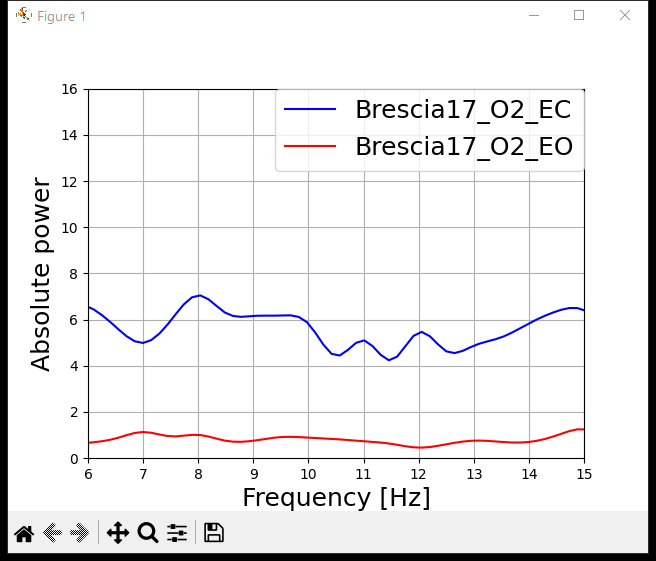 Figure 1
16
14
12
10
8
6
4
2
0
Absolute power
Brescia17_O2_EC
Brescia17_O2_EO
6 7 8 9 10 11 12 13 14 15
Frequency [Hz]